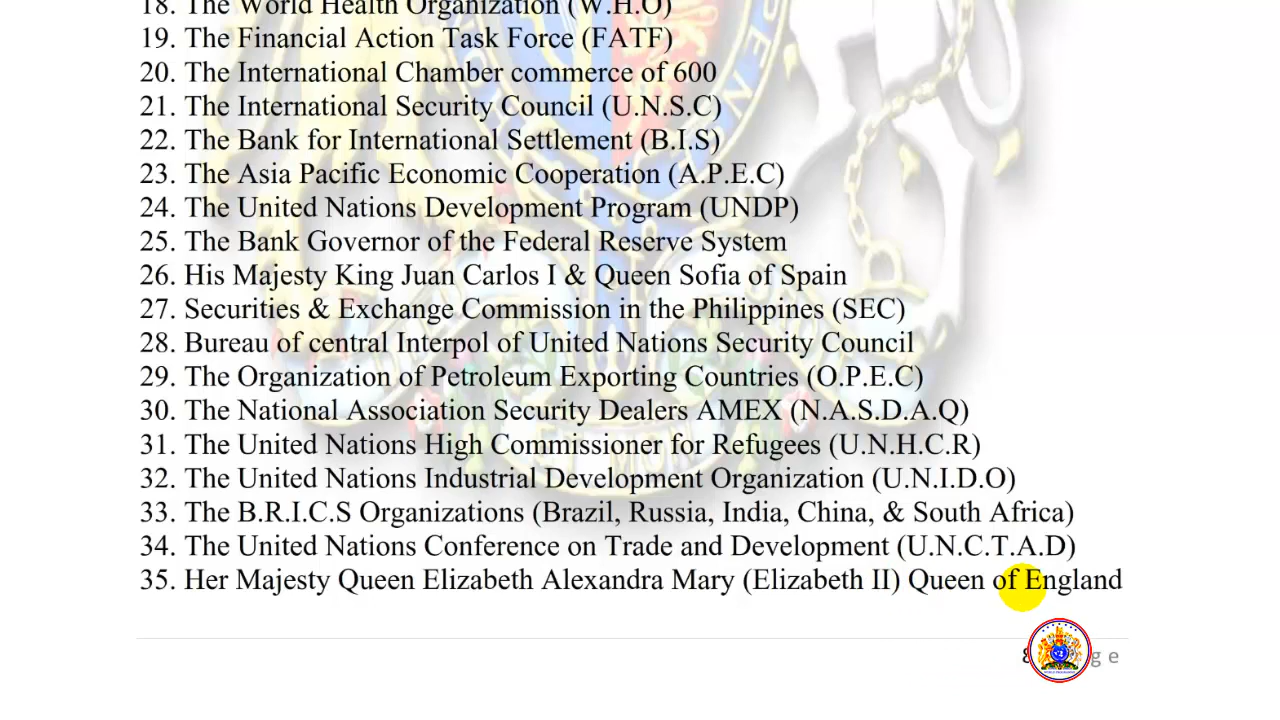 18. The World Health Organization (W.H.O)
19. The Financial Action Task Force (FATF)
20. The International Chamber commerce of 600
21. The International Security Council (U.N.S.C)
22. The Bank for International Settlement (B.I.S)
23. The Asia Pacific Economic Cooperation (A.P.E.C)
24. The United Nations Development Program (UNDP)
25. The Bank Governor of the Federal Reserve System
26. His Majesty King Juan Carlos I & Queen Sofia of Spain
27. Securities & Exchange Commission in the Philippines (SEC)
28. Bureau of central Interpol of United Nations Security Council
29. The Organization of Petroleum Exporting Countries (O.P.E.C)
30. The National Association Security Dealers AMEX (N.A.S.D.A.Q)
31. The United Nations High Commissioner for Refugees (U.N.H.C.R)
32. The United Nations Industrial Development Organization (U.N.I.D.O)
33. The B.R.I.C.S Organizations (Brazil, Russia, India, China, & South Africa)
34. The United Nations Conference on Trade and Development (U.N.C.T.A.D)
35. Her Majesty Queen Elizabeth Alexandra Mary (Elizabeth II) Queen of England
g e